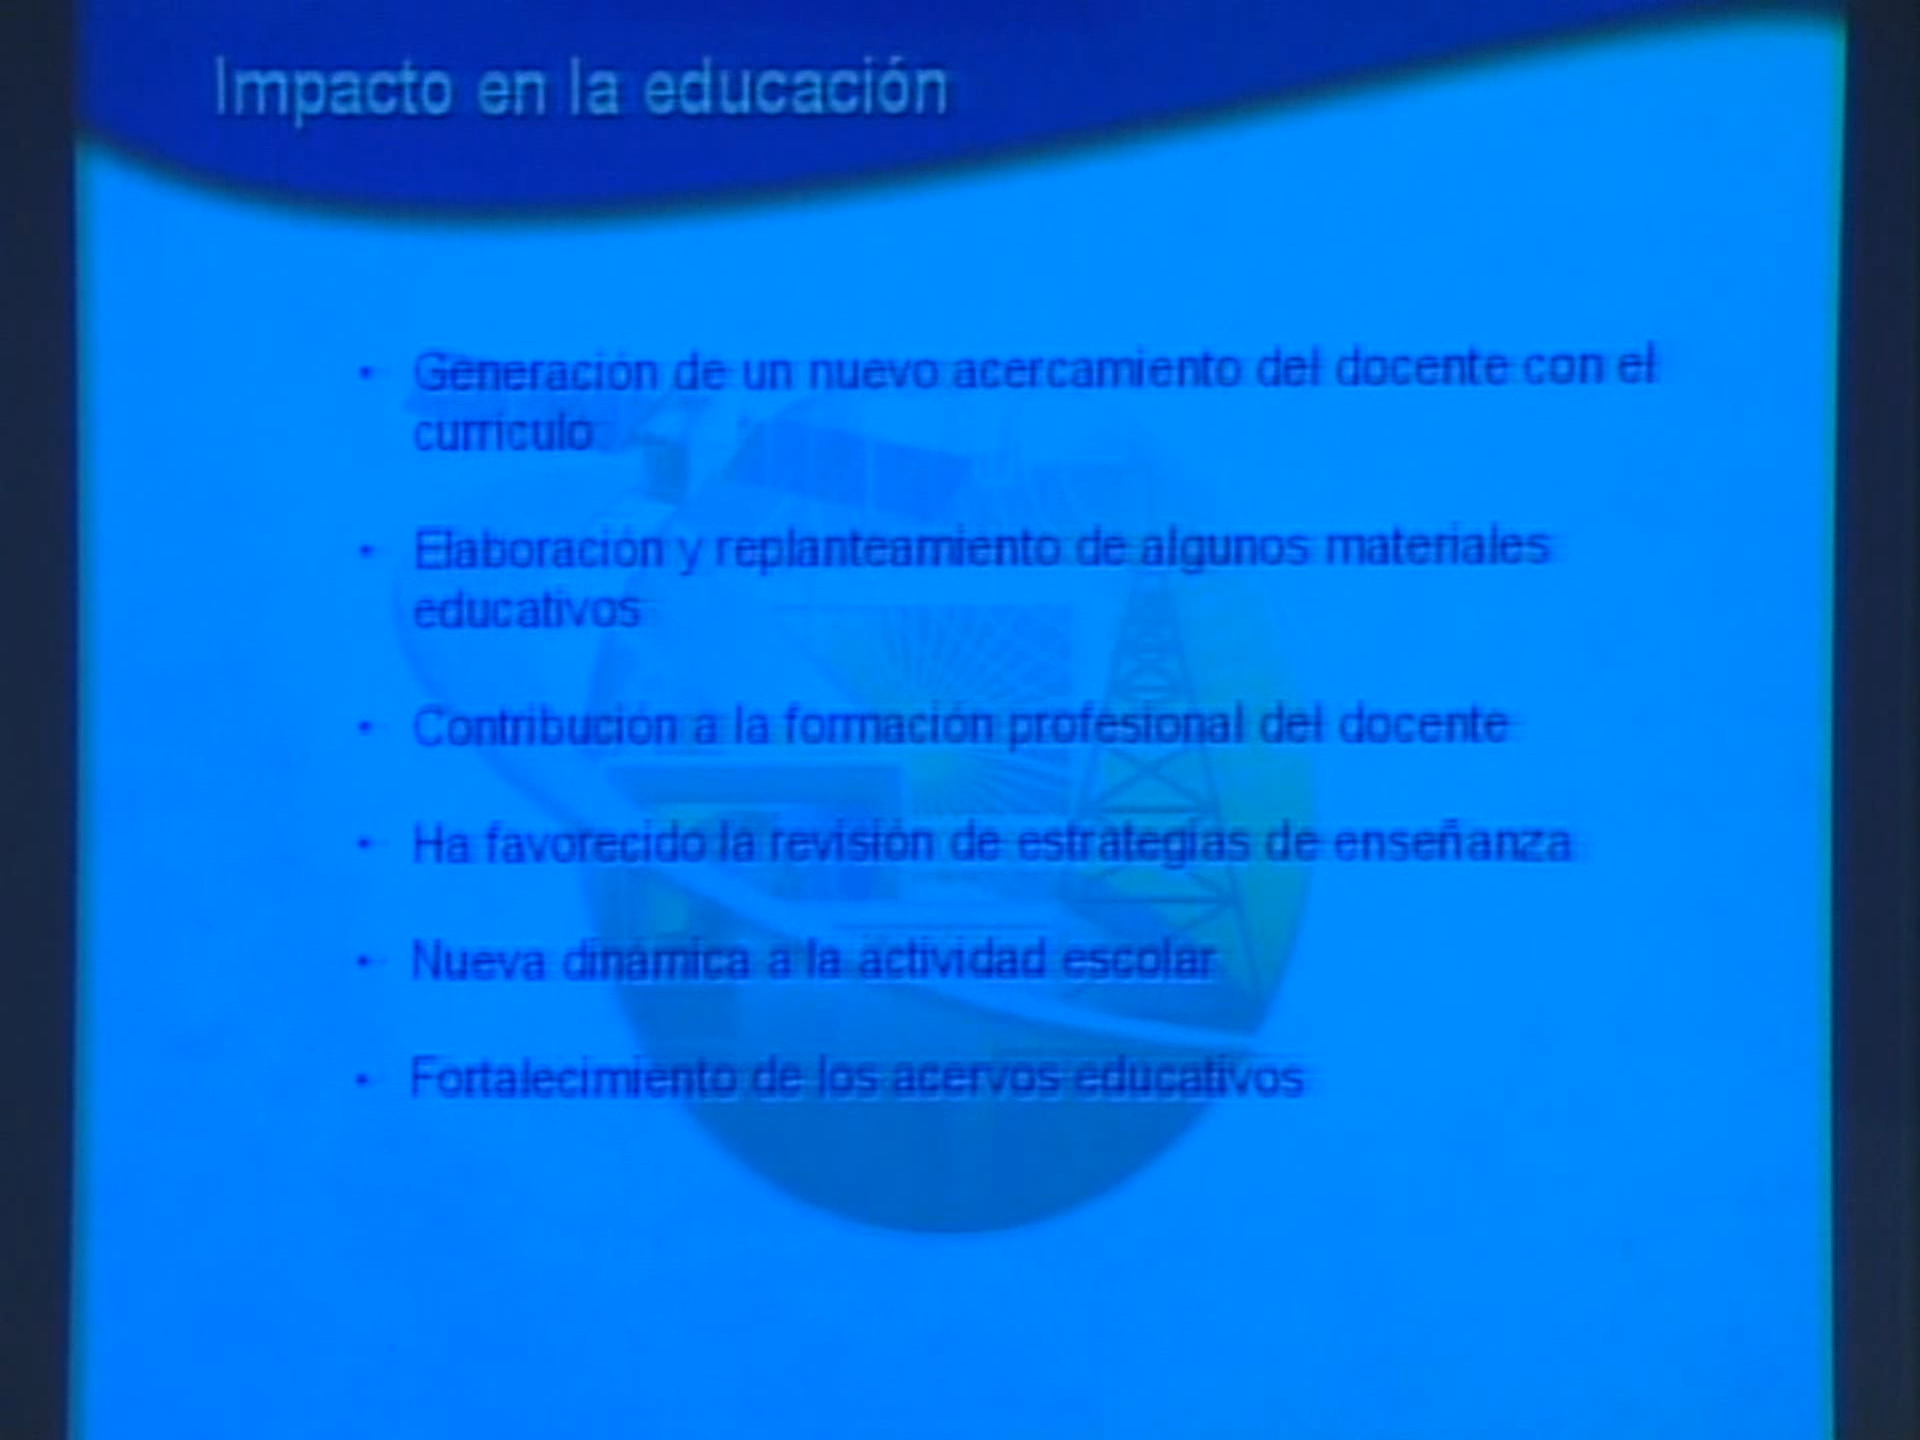 Impacto en la educación
• Generación de un nuevo acercamiento del docente con el
curriculo
• Elaboración y replanteamiento de algunos materiales
educativos
• Contribución a la formación profesional del docente
• Ha favorecido la revisión de estrategias de enseñanza
• Nueva dinámica a la actividad escolar
• Fortalecimiento de los acervos educativos